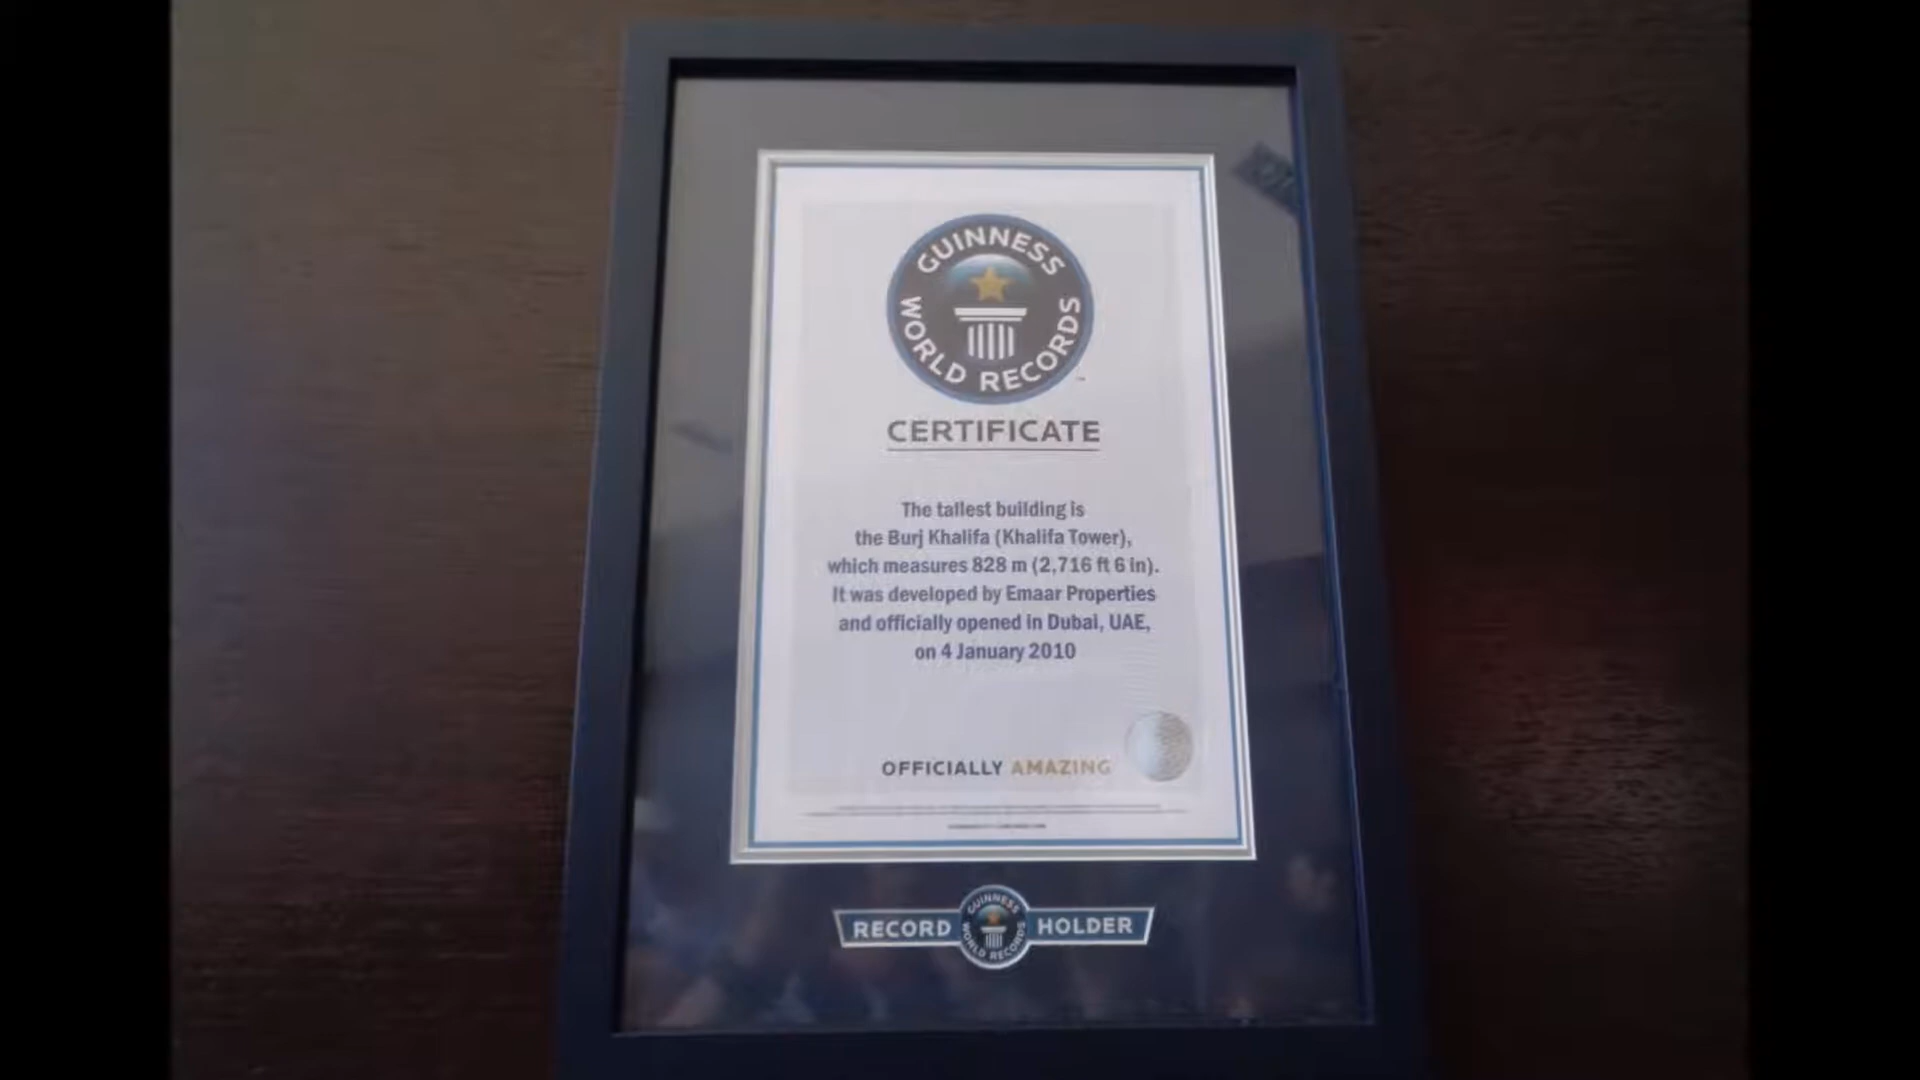 GUINNESS
WORLD RECORDS
™
CERTIFICATE
The tallest building is
the Burj Khalifa (Khalifa Tower),
which measures 828 m (2,716 ft 6 in).
It was developed by Emaar Properties
and officially opened in Dubai, UAE,
on 4 January 2010
OFFICIALLY AMAZING
RECORD GUINNESS WORLD RECORDS HOLDER